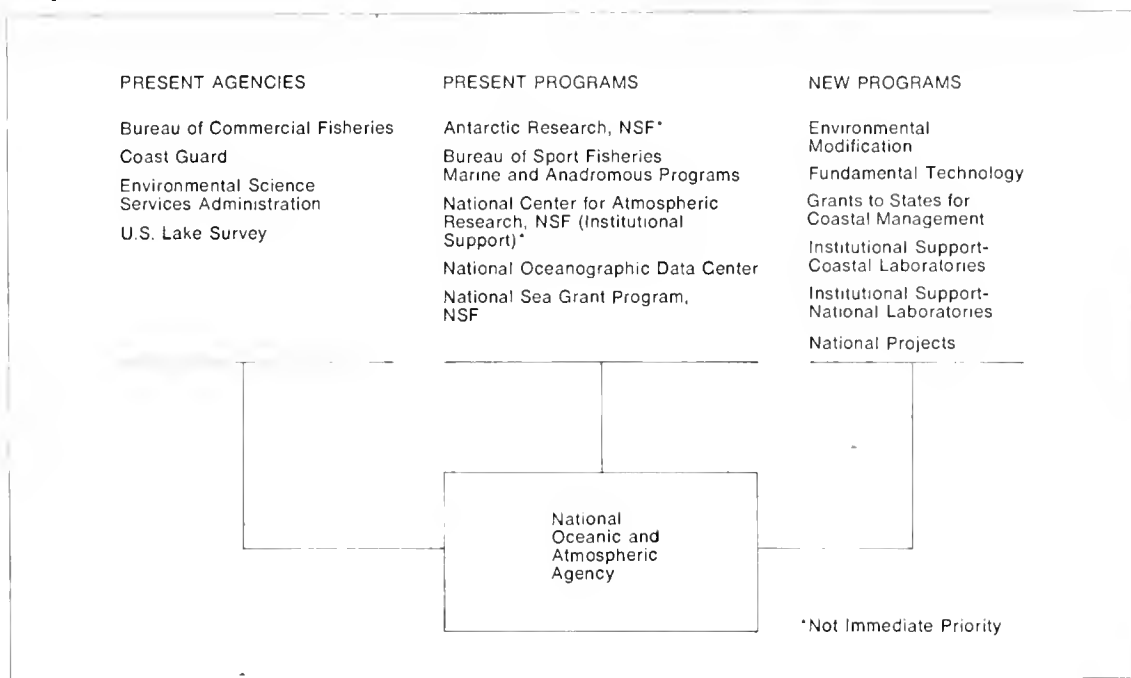 PRESENT AGENCIES
Bureau of Commercial Fisheries
Coast Guard
Environmental Science
Services Administration
U.S. Lake Survey
PRESENT PROGRAMS
Antarctic Research, NSF*
Bureau of Sport Fisheries
Marine and Anadromous Programs
National Center for Atmospheric
Research, NSF (Institutional
Support)*
National Oceanographic Data Center
National Sea Grant Program,
NSF
NEW PROGRAMS
Environmental
Modification
Fundamental Technology
Grants to States for
Coastal Management
Institutional Support-
Coastal Laboratories
Institutional Support-
National Laboratories
National Projects
National
Oceanic and
Atmospheric
Agency
*Not Immediate Priority